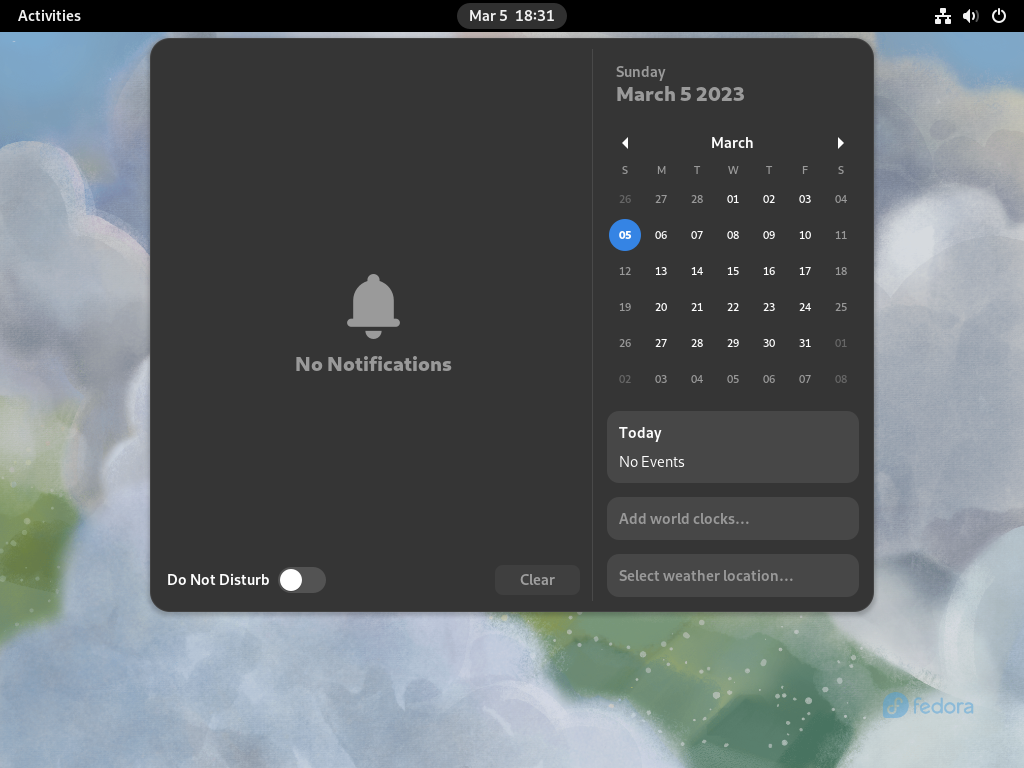 Activities
Mar 5 18:31
Sunday
March 5 2023
March
S M T W T F S
26 27 28 01 02 03 04
05 06 07 08 09 10 11
12 13 14 15 16 17 18
19 20 21 22 23 24 25
26 27 28 29 30 31 01
02 03 04 05 06 07 08
No Notifications
Today
No Events
Add world clocks…
Select weather location…
Do Not Disturb
Clear
fedora